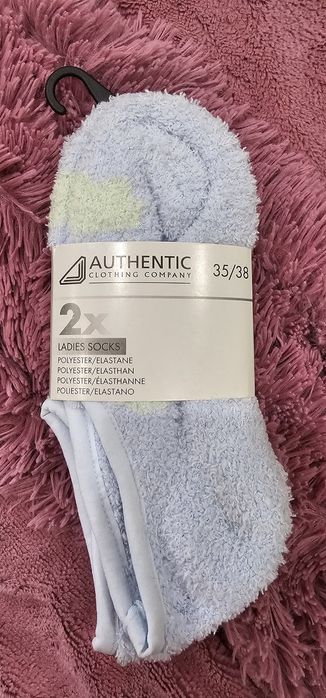 AUTHENTIC
CLOTHING COMPANY
35/38
2x
LADIES SOCKS
POLYESTER/ELASTANE
POLYESTER/ELASTHAN
POLYESTER/ELASTHANNE
POLIESTER/ELASTANO